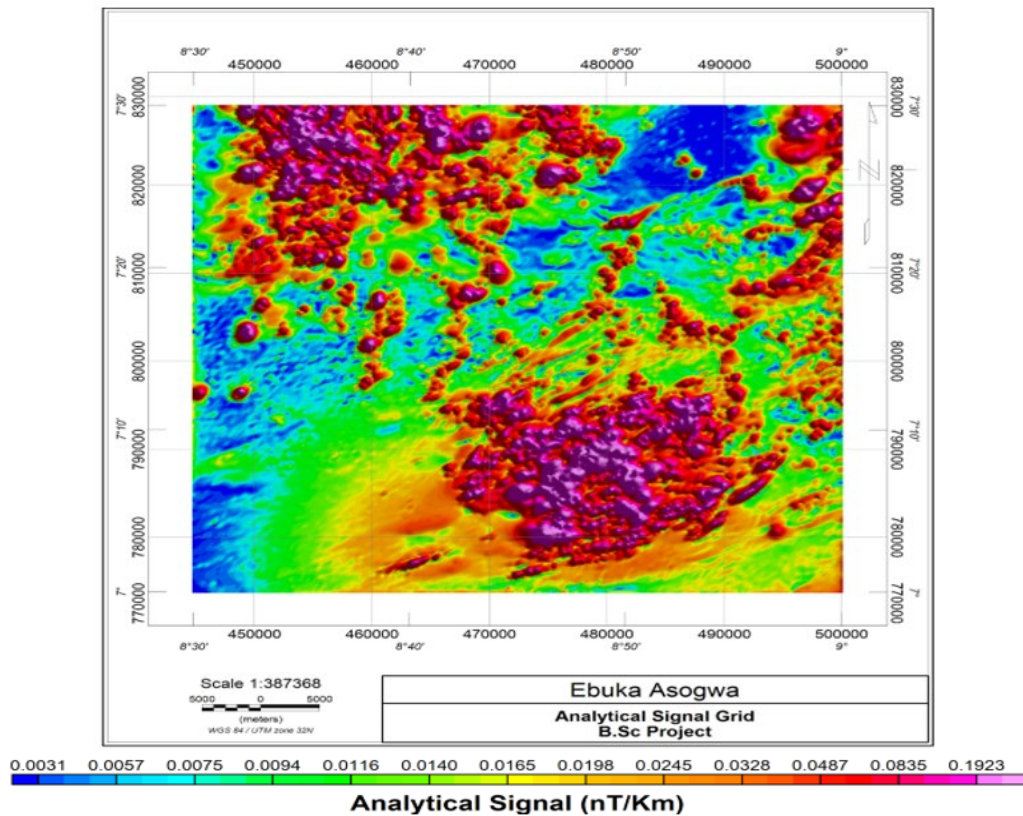 8°30' 8°40' 8°50' 9°
450000 460000 470000 480000 490000 500000
7°30' 830000 830000 7°30'
820000 820000
N
7°20' 810000 810000 7°20'
800000 800000
7°10' 790000 790000 7°10'
780000 780000
7° 770000 770000 7°
450000 460000 470000 480000 490000 500000
8°30' 8°40' 8°50' 9°
Scale 1:387368
5000 0 5000
(meters)
WGS 84 / UTM zone 32N
Ebuka Asogwa
Analytical Signal Grid
B.Sc Project
0.0031 0.0057 0.0075 0.0094 0.0116 0.0140 0.0165 0.0198 0.0245 0.0328 0.0487 0.0835 0.1923
Analytical Signal (nT/Km)